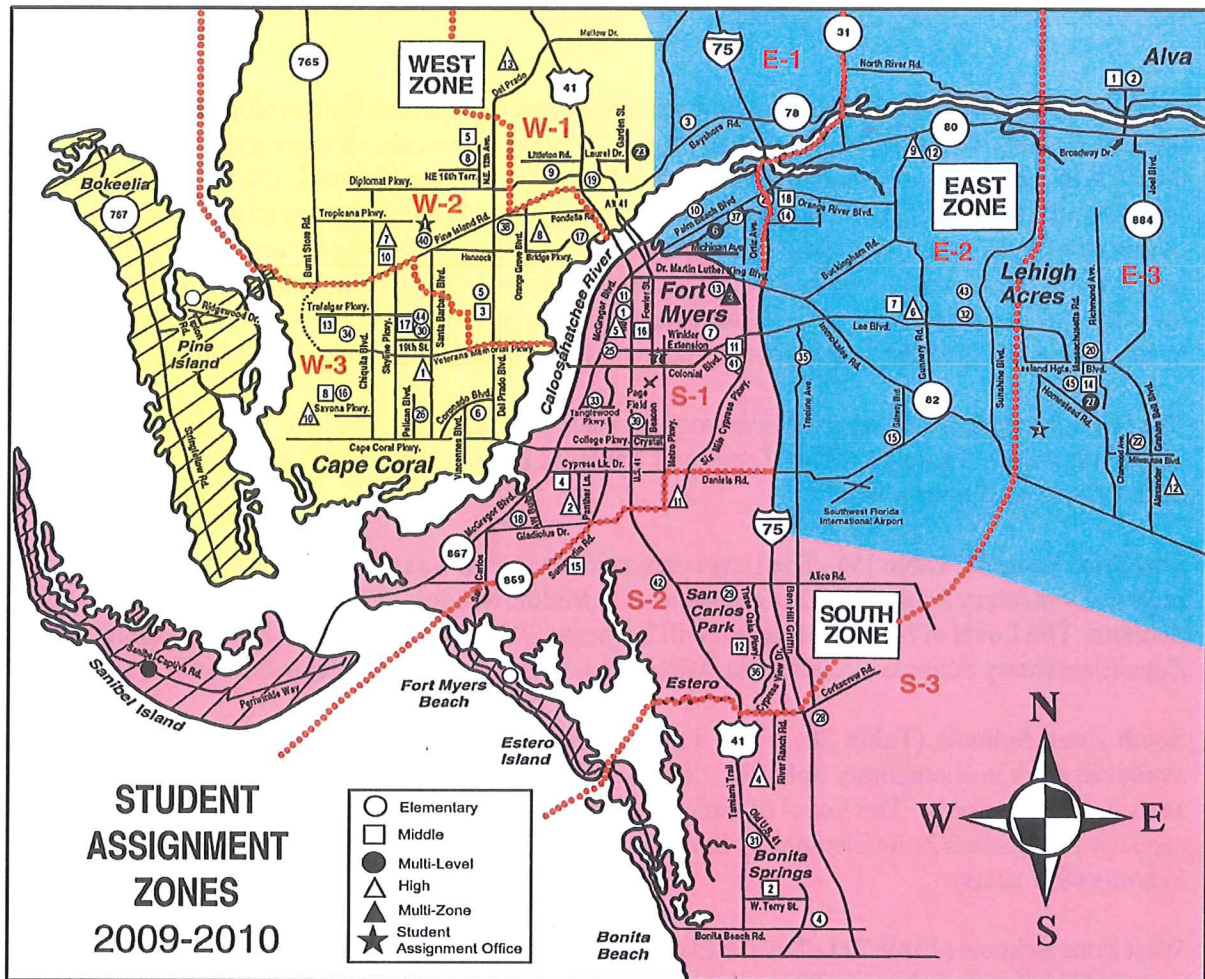 WEST
ZONE
W-1
W-2
W-3
EAST
ZONE
E-1
E-2
E-3
SOUTH
ZONE
S-1
S-2
S-3
765
41
75
31
78
80
884
82
767
867
869
75
41
Alva
Lehigh
Acres
Fort
Myers
Cape Coral
Bokeelia
Pine
Island
Sanibel Island
Fort Myers
Beach
Estero
Island
San
Carlos
Park
Estero
Bonita
Springs
Bonita
Beach
Caloosahatchee River
Mellow Dr.
Del Prado
Burnt Store Rd.
N.E. 12th Ave.
NE 16th Terr.
Littleton Rd.
Laurel Dr.
Garden St.
Diplomat Pkwy.
Alt 41
Tropicana Pkwy.
Pine Island Rd.
Pondella Rd.
Hancock
Bridge Pkwy.
Orange Grove Blvd.
Santa Barbara Blvd.
Trafalgar Pkwy.
19th St.
Veterans Memorial Pkwy.
Skyline Pkwy.
Chiquita Blvd.
Savona Pkwy.
Pelican Blvd.
Coronado Blvd.
Del Prado Blvd.
Vincennes Blvd.
Cape Coral Pkwy.
Ridgewood Dr.
Stringfellow Rd.
North River Rd.
Bayshore Rd.
Palm Beach Blvd
Orange River Blvd.
Ortiz Ave.
Michigan Ave.
Dr. Martin Luther King Blvd.
Buckingham Rd.
Broadway Dr.
Joel Blvd.
Richmond Ave.
Massachusetts Rd.
Lee Blvd.
Immokalee Rd.
Gunnery Rd.
Sunshine Blvd.
Leeland Hgts.
Blvd.
Homestead Rd.
Graham Bell Blvd.
Alexander
Milwaukee Blvd.
Treeline Ave.
Gateway Blvd
McGregor Blvd.
Fowler St.
Winkler
Extension
Colonial Blvd.
Page
Field
Beacon
Tanglewood
Pkwy.
College Pkwy.
Crystal
Metro Pkwy.
Six Mile Cypress Pkwy.
Cypress Lk. Dr.
U.S. 41
Panther Ln.
Daniels Rd.
Southwest Florida
International Airport
McGregor Blvd.
Gladiolus Dr.
San Carlos
Summerlin Rd.
Alico Rd.
Three Oaks Pkwy.
Ben Hill Griffin
Cypress View Dr.
Corkscrew Rd.
River Ranch Rd.
Tamiami Trail
Old U.S. 41
W. Terry St.
Bonita Beach Rd.
Sanibel-Captiva Rd.
Periwinkle Way
STUDENT
ASSIGNMENT
ZONES
2009-2010
Elementary
Middle
Multi-Level
High
Multi-Zone
Student
Assignment Office
N
W
E
S